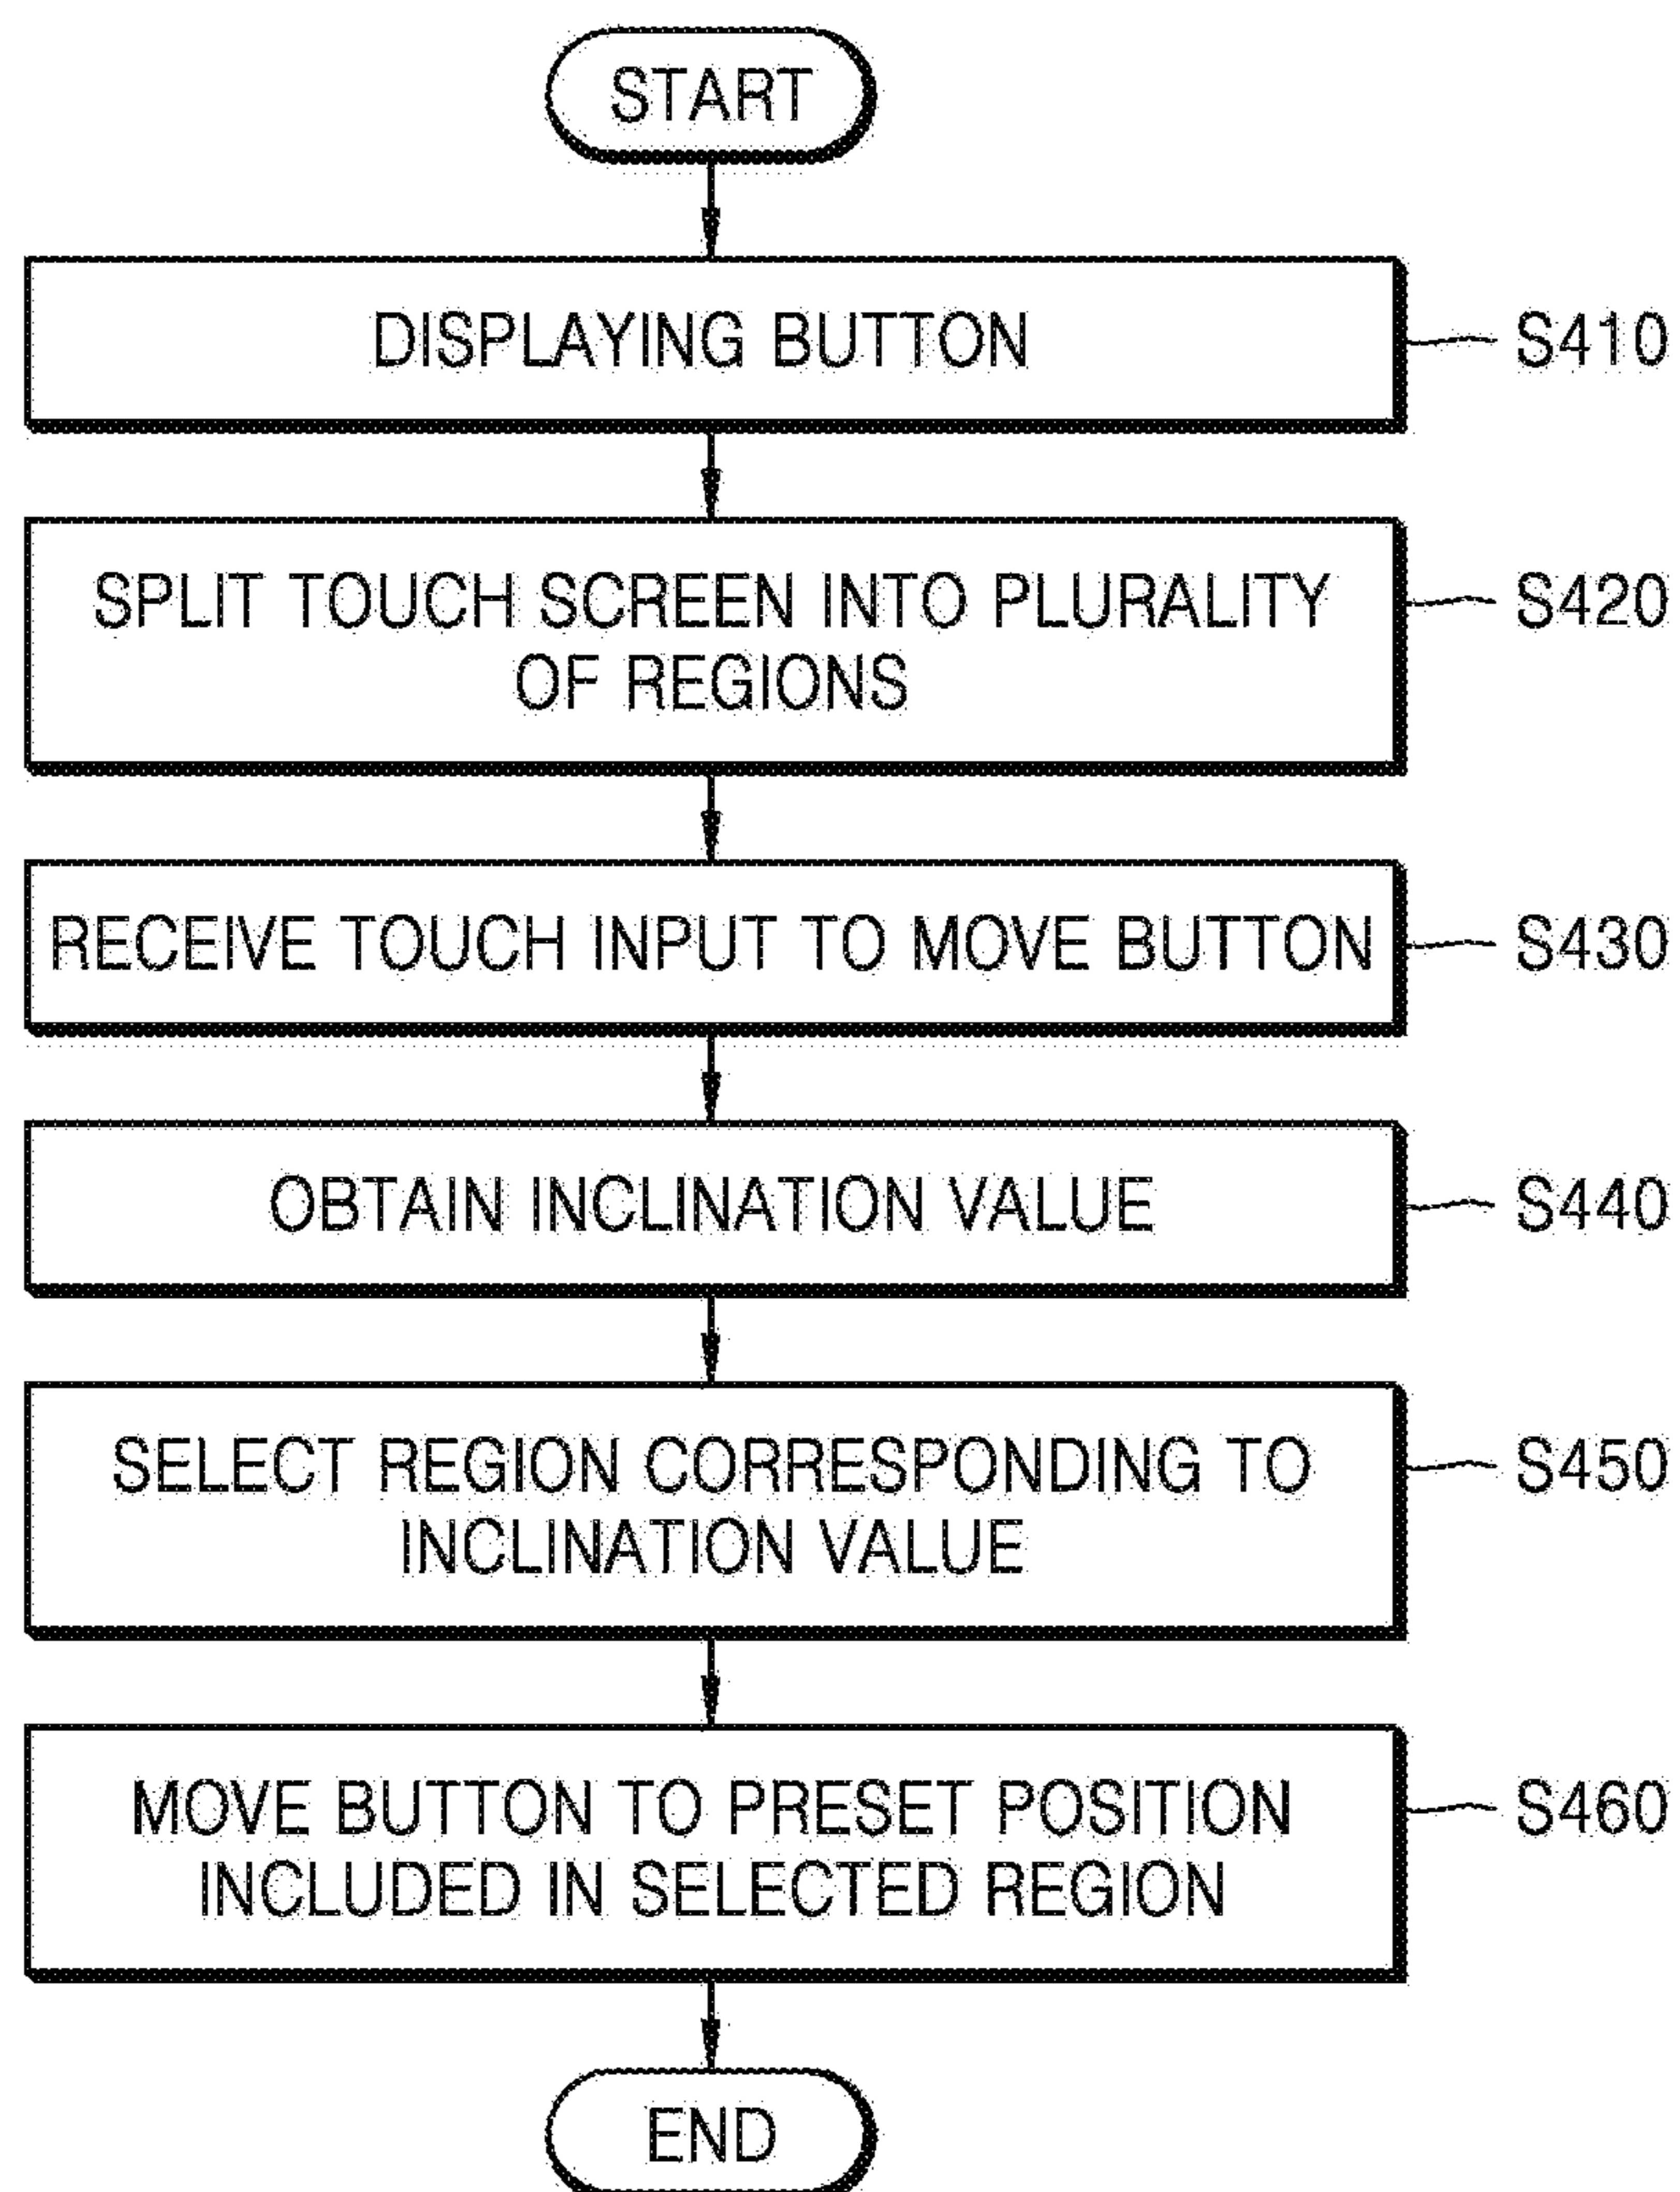 START
DISPLAYING BUTTON
S410
SPLIT TOUCH SCREEN INTO PLURALITY
OF REGIONS
S420
RECEIVE TOUCH INPUT TO MOVE BUTTON
S430
OBTAIN INCLINATION VALUE
S440
SELECT REGION CORRESPONDING TO
INCLINATION VALUE
S450
MOVE BUTTON TO PRESET POSITION
INCLUDED IN SELECTED REGION
S460
END